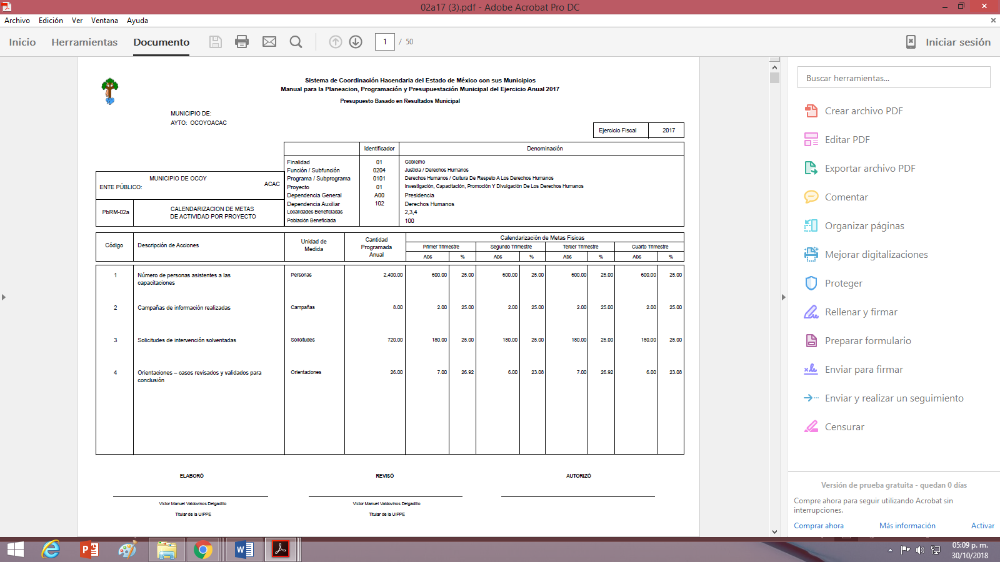 02a17 (3).pdf - Adobe Acrobat Pro DC
Archivo Edición Ver Ventana Ayuda
Inicio Herramientas Documento 1 / 50 Iniciar sesión
Sistema de Coordinación Hacendaria del Estado de México con sus Municipios
Manual para la Planeacion, Programación y Presupuestación Municipal del Ejercicio Anual 2017
Presupuesto Basado en Resultados Municipal
MUNICIPIO DE:
AYTO: OCOYOACAC
Ejercicio Fiscal 2017
Identificador Denominación
Finalidad 01 Gobierno
Función / Subfunción 0204 Justicia / Derechos Humanos
Programa / Subprograma 0101 Derechos Humanos / Cultura De Respeto A Los Derechos Humanos
Proyecto 01 Investigación, Capacitación, Promoción Y Divulgación De Los Derechos Humanos
Dependencia General A00 Presidencia
Dependencia Auxiliar 102 Derechos Humanos
Localidades Beneficiadas 2,3,4
Población Beneficiada 100
MUNICIPIO DE OCOY
ENTE PÚBLICO: ACAC
PbRM-02a CALENDARIZACION DE METAS
DE ACTIVIDAD POR PROYECTO
Código Descripción de Acciones Unidad de Medida Cantidad Programada Anual Calendarización de Metas Fisicas
Primer Trimestre Segundo Trimestre Tercer Trimestre Cuarto Trimestre
Abs % Abs % Abs % Abs %
1 Número de personas asistentes a las Personas 2,400.00 600.00 25.00 600.00 25.00 600.00 25.00 600.00 25.00
capacitaciones
2 Campañas de información realizadas Campañas 8.00 2.00 25.00 2.00 25.00 2.00 25.00 2.00 25.00
3 Solicitudes de intervención solventadas Solicitudes 720.00 180.00 25.00 180.00 25.00 180.00 25.00 180.00 25.00
4 Orientaciones – casos revisados y validados para Orientaciones 26.00 7.00 26.92 6.00 23.08 7.00 26.92 6.00 23.08
conclusión
ELABORÓ REVISÓ AUTORIZÓ
Victor Manuel Valdovinos Delgadillo Victor Manuel Valdovinos Delgadillo
Titular de la UIPPE Titular de la UIPPE
Buscar herramientas...
Crear archivo PDF
Editar PDF
Exportar archivo PDF
Comentar
Organizar páginas
Mejorar digitalizaciones
Proteger
Rellenar y firmar
Preparar formulario
Enviar para firmar
Enviar y realizar un seguimiento
Censurar
Versión de prueba gratuita - quedan 0 días
Compre ahora para seguir utilizando Acrobat sin
interrupciones.
Comprar ahora Más información Activar
05:09 p. m.
30/10/2018